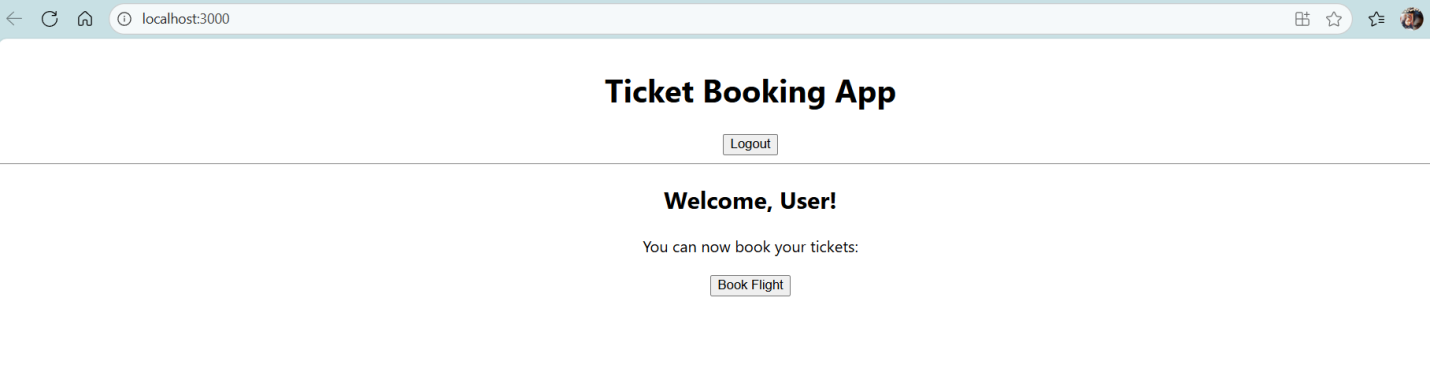 localhost:3000
Ticket Booking App
Logout
Welcome, User!
You can now book your tickets:
Book Flight